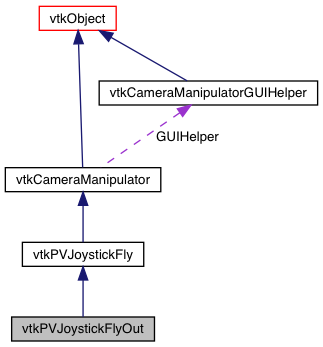 vtkObject
vtkCameraManipulatorGUIHelper
GUIHelper
vtkCameraManipulator
vtkPVJoystickFly
vtkPVJoystickFlyOut